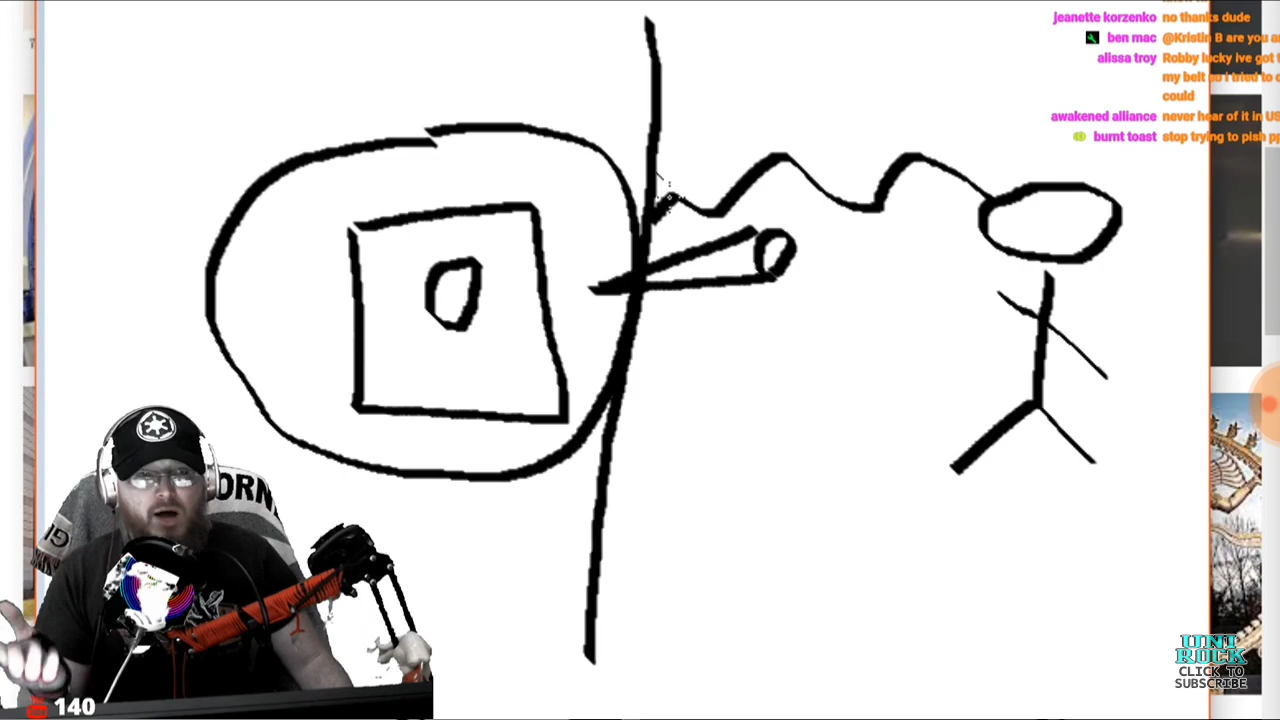 jeanette korzenko no thanks dude
ben mac @Kristin B are you
alissa troy Robby lucky ive got
my belt so i tried to
could
awakened alliance never hear of it in US
burnt toast stop trying to pish
ORN
140
UNI
ROCK
CLICK TO
SUBSCRIBE